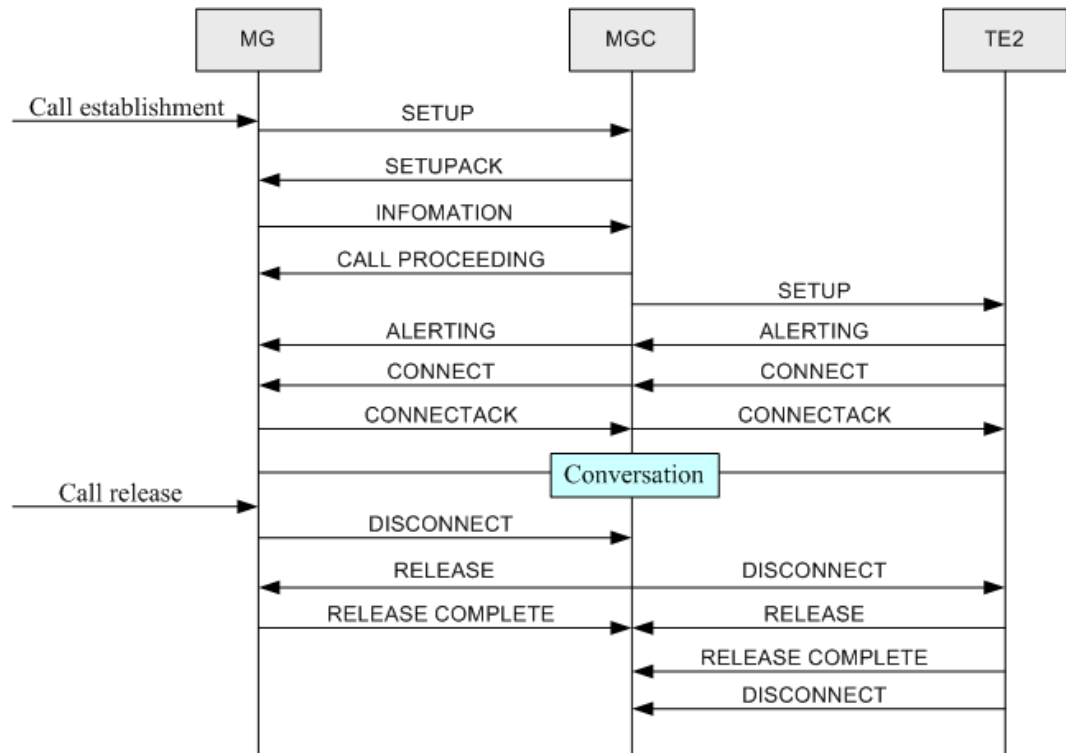 MG
MGC
TE2
Call establishment
SETUP
SETUPACK
INFOMATION
CALL PROCEEDING
SETUP
ALERTING
ALERTING
CONNECT
CONNECT
CONNECTACK
CONNECTACK
Conversation
Call release
DISCONNECT
RELEASE
DISCONNECT
RELEASE COMPLETE
RELEASE
RELEASE COMPLETE
DISCONNECT